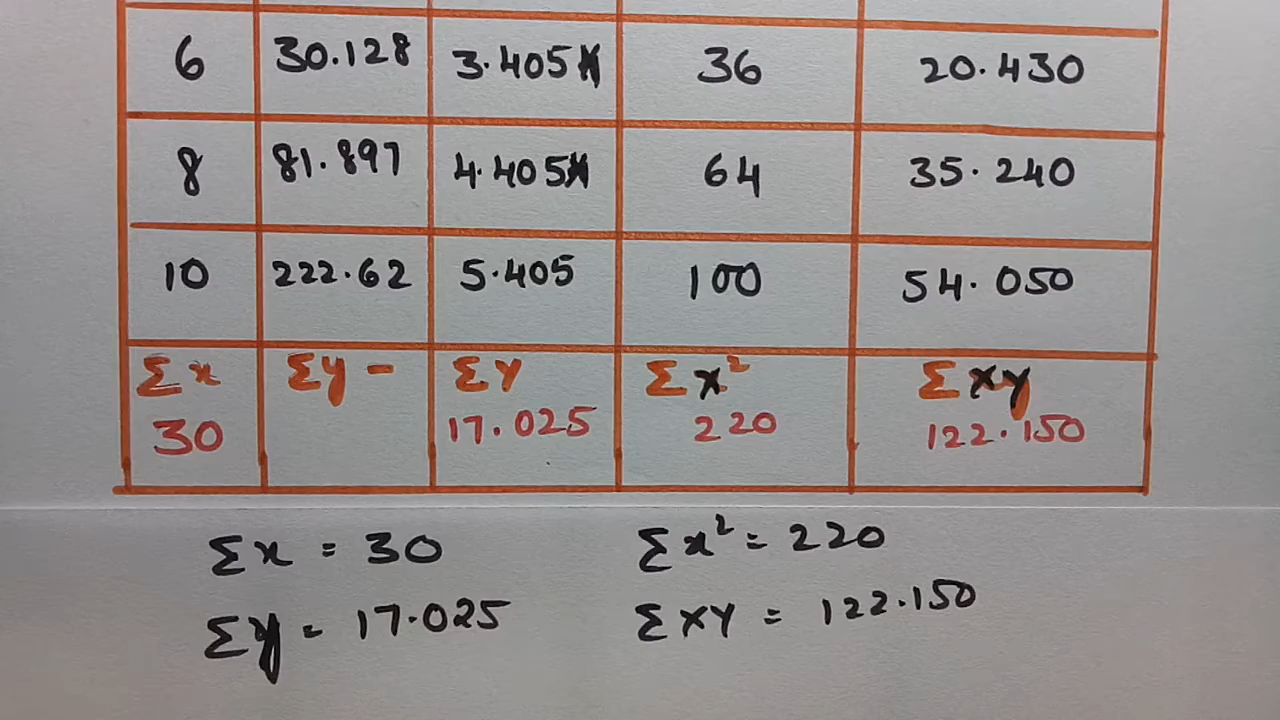 6 30.128 3.405 36 20.430
8 81.897 4.405 64 35.240
10 222.62 5.405 100 54.050
Σx Σy - ΣY Σx² Σxy
30 17.025 220 122.150
Σx = 30 Σx² = 220
Σy = 17.025 ΣXY = 122.150